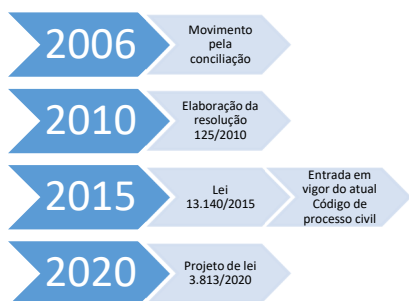 2006
Movimento
pela
conciliação
2010
Elaboração da
resolução
125/2010
2015
Lei
13.140/2015
Entrada em
vigor do atual
Código de
processo civil
2020
Projeto de lei
3.813/2020